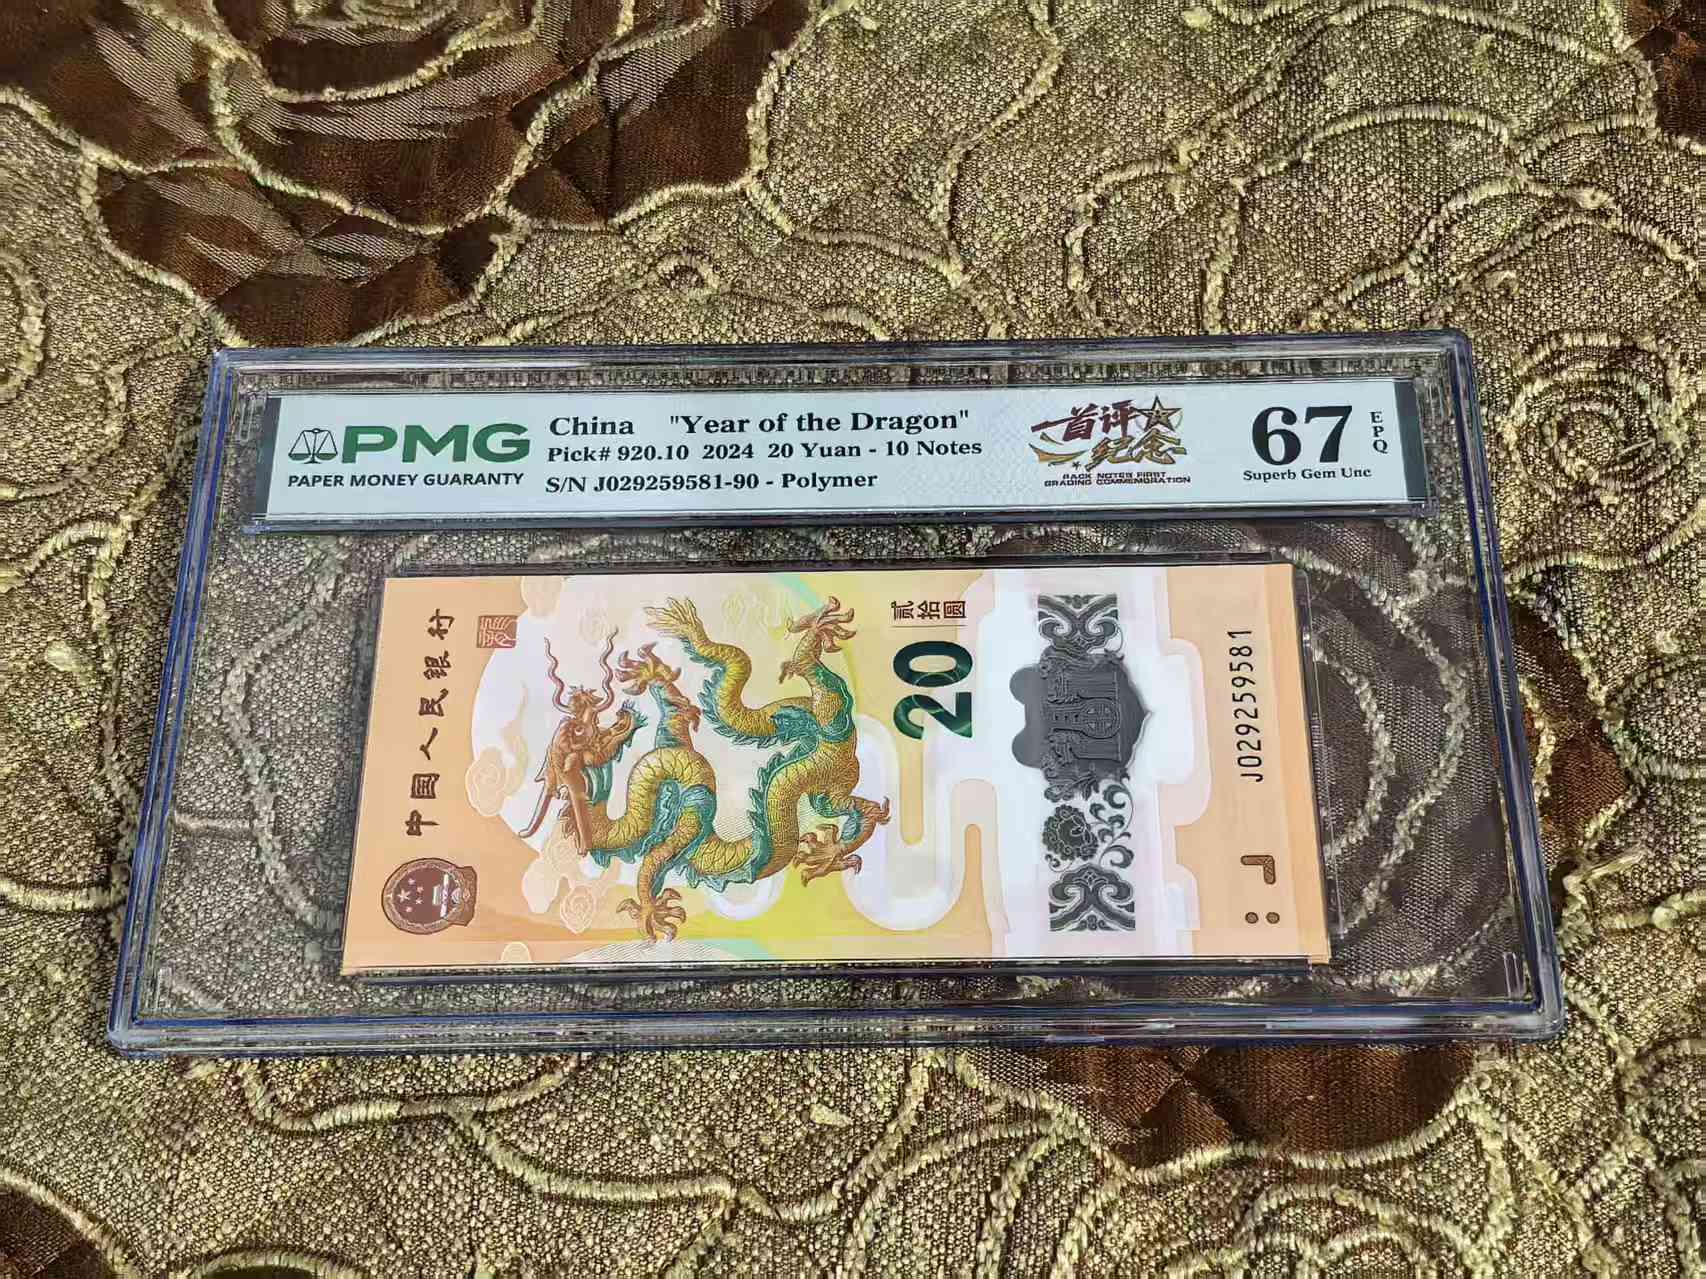 PMG
PAPER MONEY GUARANTY
China "Year of the Dragon"
Pick# 920.10 2024 20 Yuan - 10 Notes
S/N J029259581-90 - Polymer
首评
纪念
BACK NOTES FIRST
GRADING COMMEMORATION
67
EPQ
Superb Gem Unc
中国人民银行
贰拾圆
20
J029259581